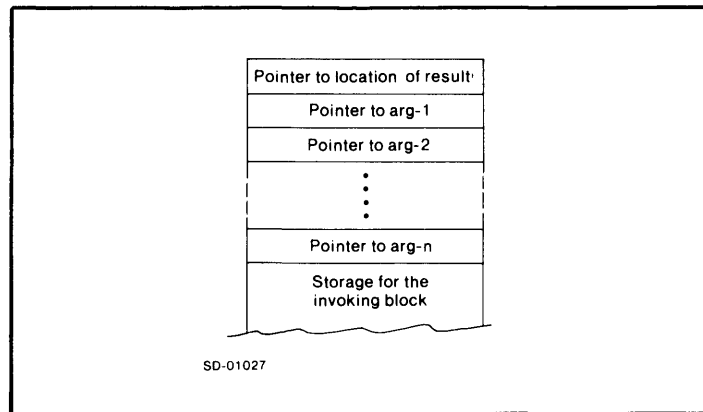 Pointer to location of result
Pointer to arg-1
Pointer to arg-2
Pointer to arg-n
Storage for the
invoking block
SD-01027